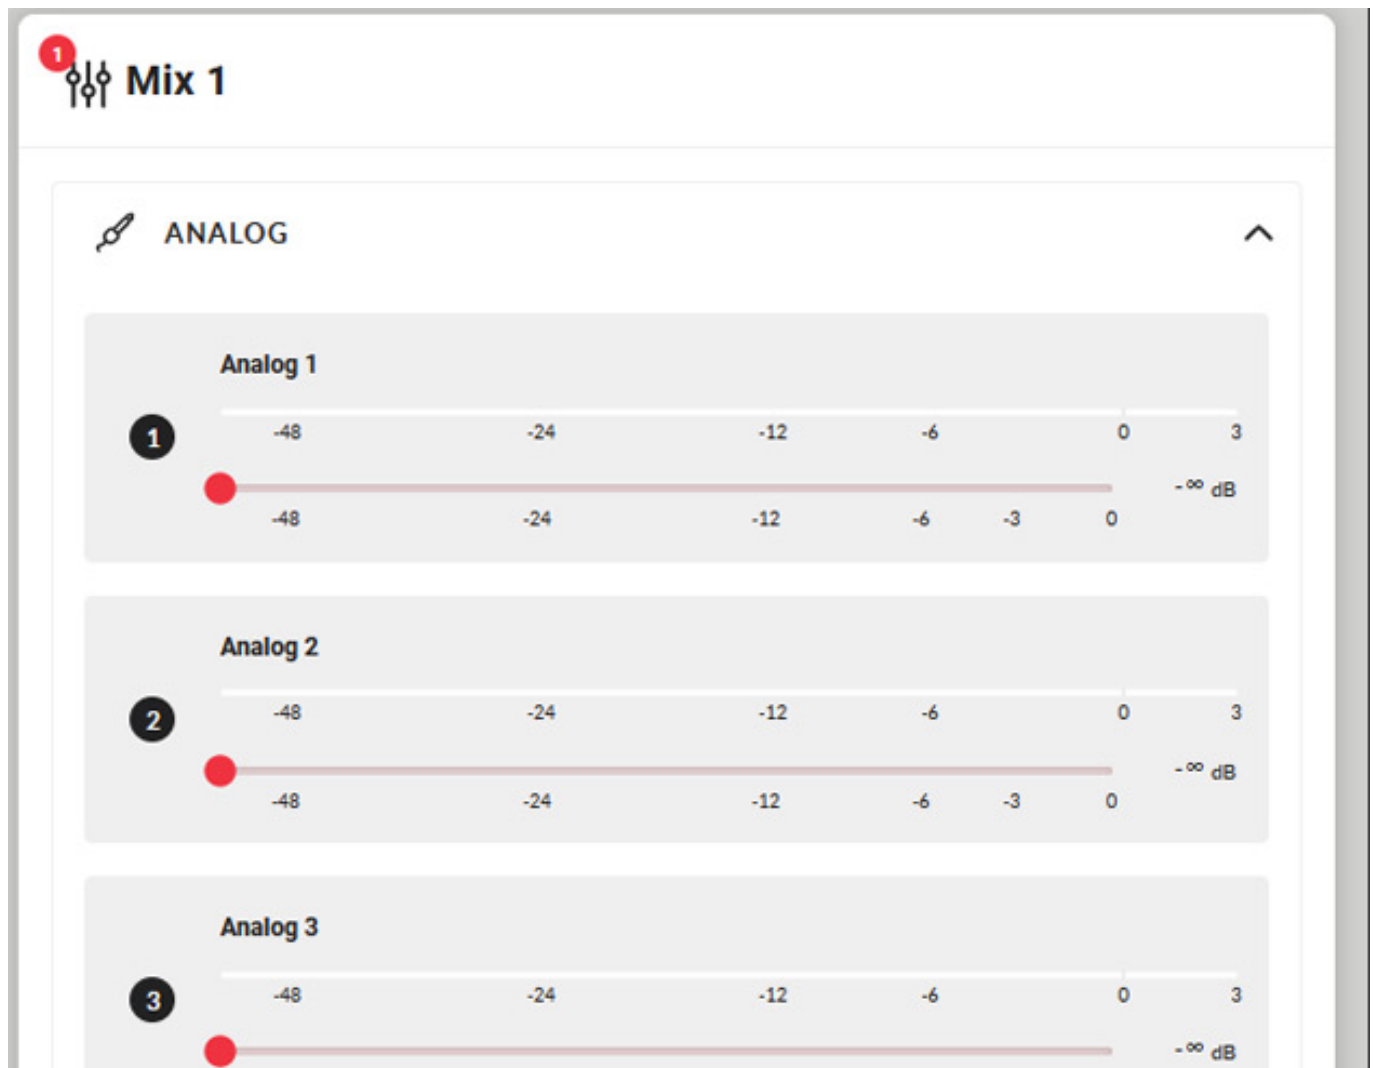 1
Mix 1
ANALOG
Analog 1
1
-48 -24 -12 -6 0 3
-∞ dB
-48 -24 -12 -6 -3 0
Analog 2
2
-48 -24 -12 -6 0 3
-∞ dB
-48 -24 -12 -6 -3 0
Analog 3
3
-48 -24 -12 -6 0 3
-∞ dB